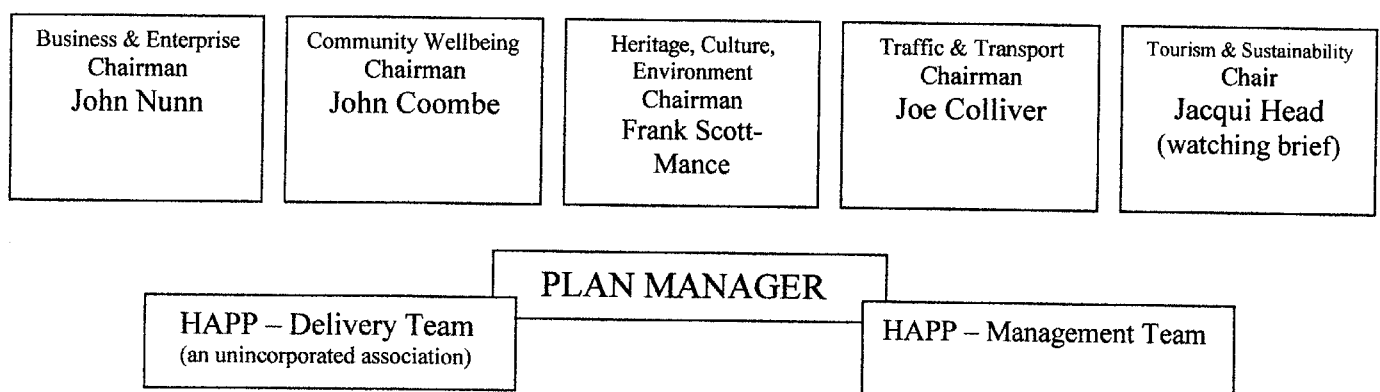 Business & Enterprise
Chairman
John Nunn
Community Wellbeing
Chairman
John Coombe
Heritage, Culture,
Environment
Chairman
Frank Scott-
Mance
Traffic & Transport
Chairman
Joe Colliver
Tourism & Sustainability
Chair
Jacqui Head
(watching brief)
PLAN MANAGER
HAPP – Delivery Team
(an unincorporated association)
HAPP – Management Team